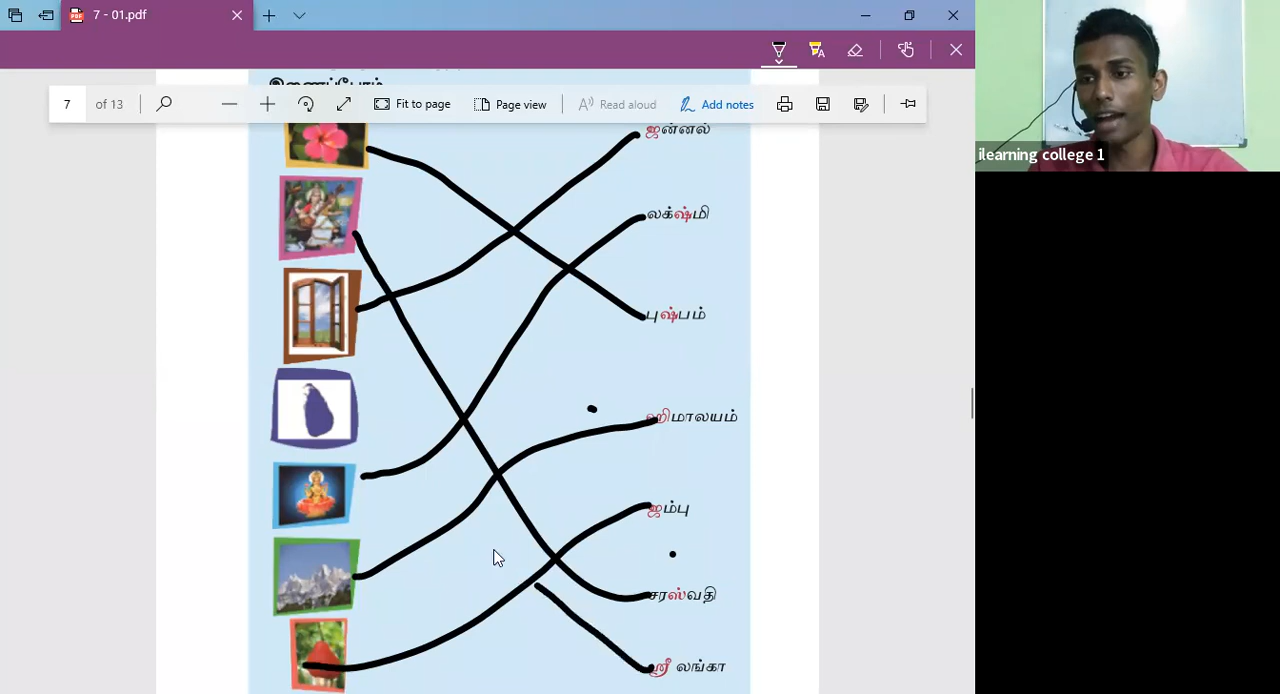 7 - 01.pdf
இணைப்போம்
7 of 13
Fit to page
Page view
Read aloud
Add notes
ilearning college 1
ஜன்னல்
லக்ஷ்மி
புஷ்பம்
ஹிமாலயம்
ஜம்பு
சரஸ்வதி
ஸ்ரீ லங்கா